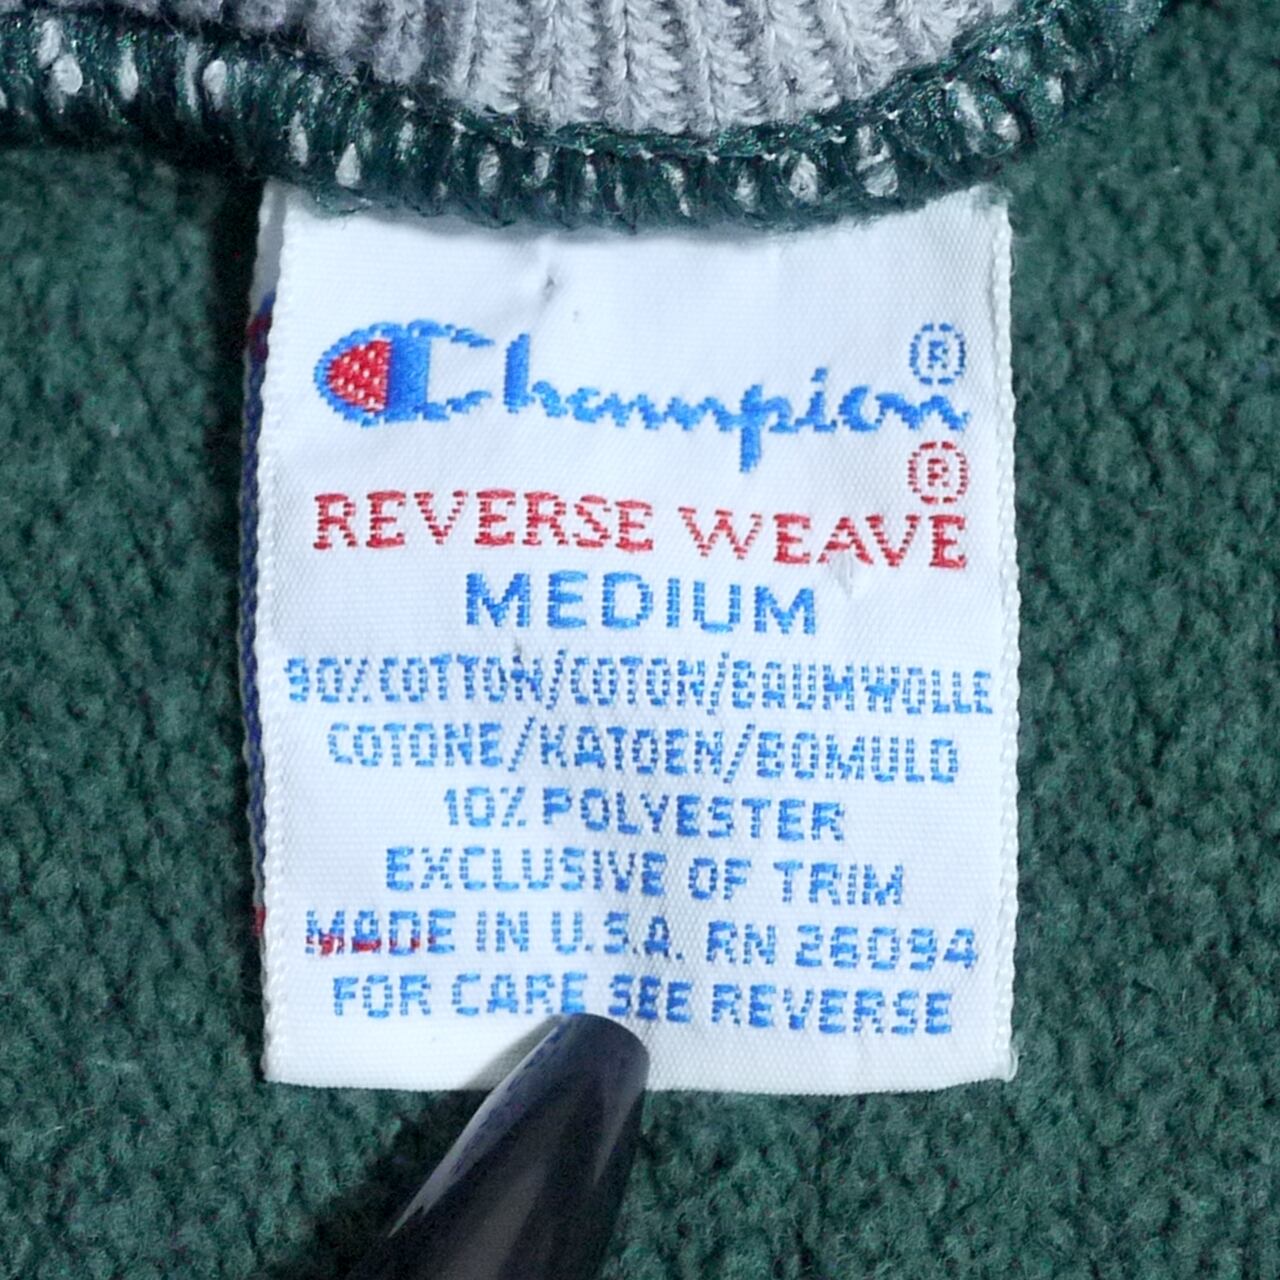 Champion®
REVERSE WEAVE®
MEDIUM
90% COTTON/COTON/BAUMWOLLE
COTONE/KATOEN/BOMULD
10% POLYESTER
EXCLUSIVE OF TRIM
MADE IN U.S.A. RN 26094
FOR CARE SEE REVERSE